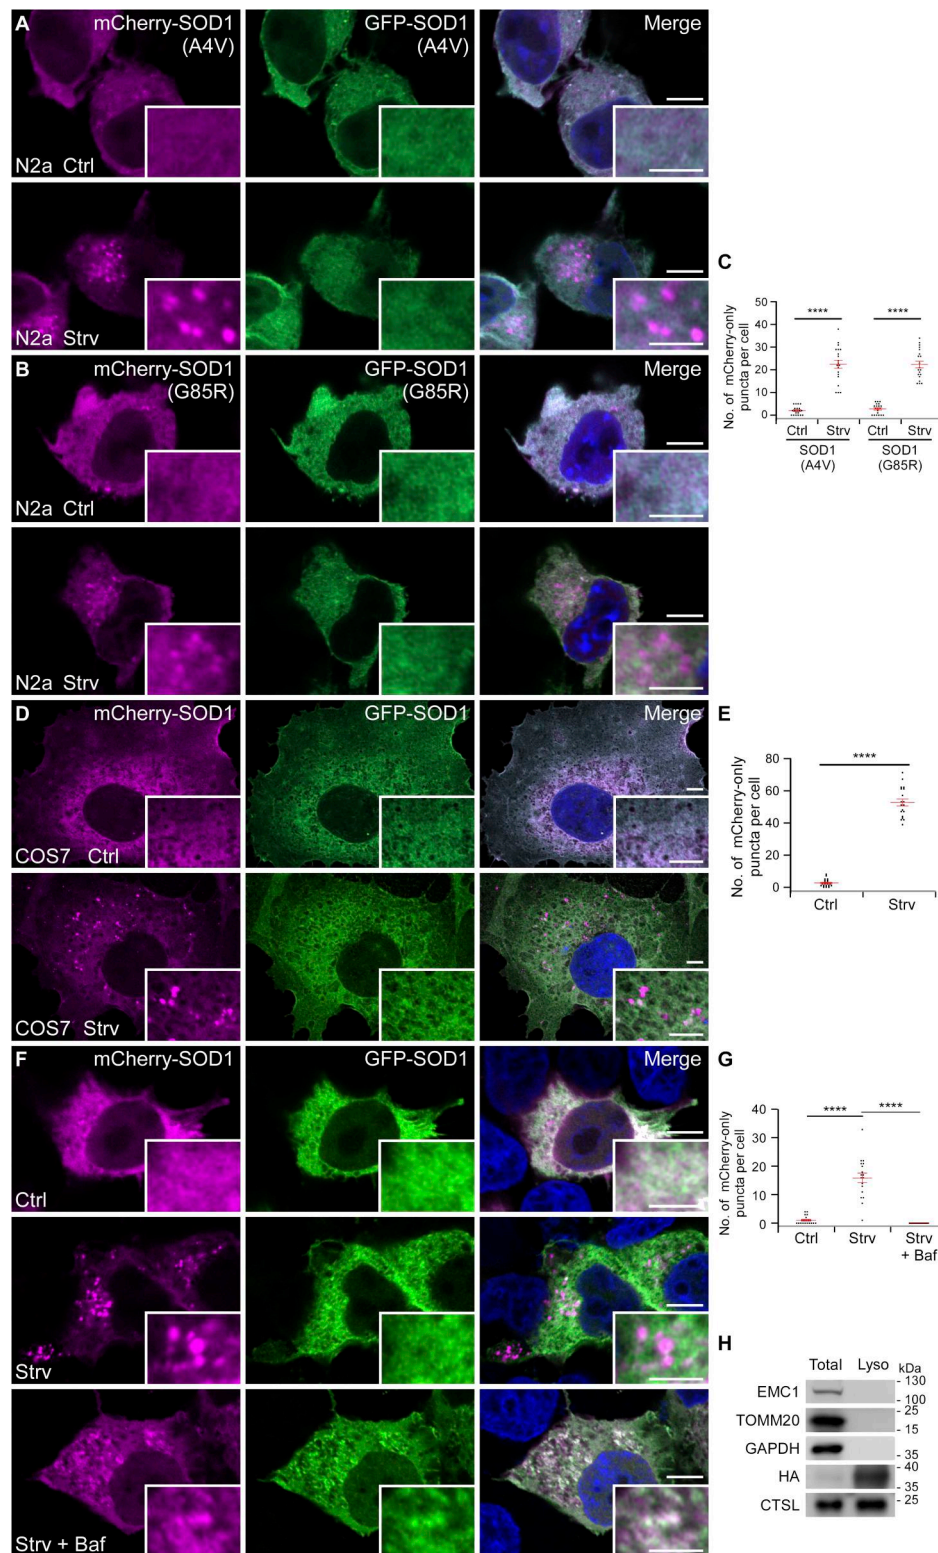 A
mCherry-SOD1
(A4V)
GFP-SOD1
(A4V)
Merge
N2a Ctrl
N2a Strv
B
mCherry-SOD1
(G85R)
GFP-SOD1
(G85R)
Merge
N2a Ctrl
N2a Strv
C
No. of mCherry-only
puncta per cell
50
40
30
20
10
0
****
****
Ctrl Strv Ctrl Strv
SOD1
(A4V)
SOD1
(G85R)
D
mCherry-SOD1
GFP-SOD1
Merge
COS7 Ctrl
COS7 Strv
E
No. of mCherry-only
puncta per cell
80
60
40
20
0
****
Ctrl Strv
F
mCherry-SOD1
GFP-SOD1
Merge
Ctrl
Strv
Strv + Baf
G
No. of mCherry-only
puncta per cell
40
30
20
10
0
****
****
Ctrl Strv Strv
+ Baf
H
Total Lyso kDa
EMC1
- 130
- 100
TOMM20
- 25
- 15
GAPDH
- 35
HA
- 40
- 35
CTSL
- 25